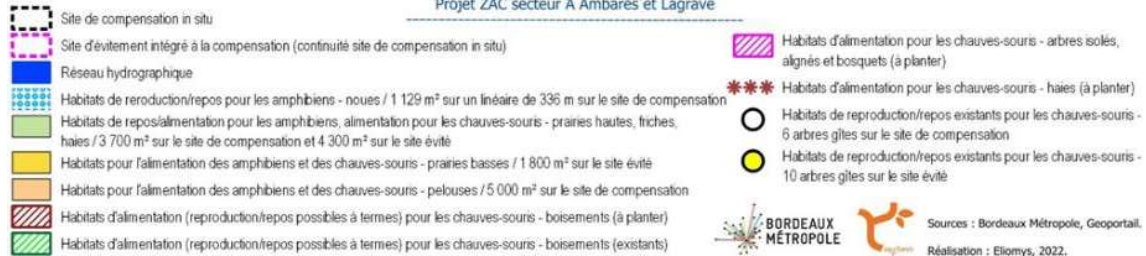 Projet ZAC secteur A Ambarès et Lagrave
Site de compensation in situ
Site d'évitement intégré à la compensation (continuité site de compensation in situ)
Réseau hydrographique
Habitats de reroduction/repos pour les amphibiens - noues / 1 129 m² sur un linéaire de 336 m sur le site de compensation
Habitats de repos/alimentation pour les amphibiens, alimentation pour les chauves-souris - prairies hautes, friches,
haies / 3 700 m² sur le site de compensation et 4 300 m² sur le site évité
Habitats pour l'alimentation des amphibiens et des chauves-souris - prairies basses / 1 800 m² sur le site évité
Habitats pour l'alimentation des amphibiens et des chauves-souris - pelouses / 5 000 m² sur le site de compensation
Habitats d'alimentation (reproduction/repos possibles à termes) pour les chauves-souris - boisements (à planter)
Habitats d'alimentation (reproduction/repos possibles à termes) pour les chauves-souris - boisements (existants)
Habitats d'alimentation pour les chauves-souris - arbres isolés,
alignés et bosquets (à planter)
Habitats d'alimentation pour les chauves-souris - haies (à planter)
Habitats de reproduction/repos existants pour les chauves-souris -
6 arbres gîtes sur le site de compensation
Habitats de reproduction/repos existants pour les chauves-souris -
10 arbres gîtes sur le site évité
BORDEAUX
MÉTROPOLE
Sources : Bordeaux Métropole, Geoportail.
Réalisation : Eliomys, 2022.